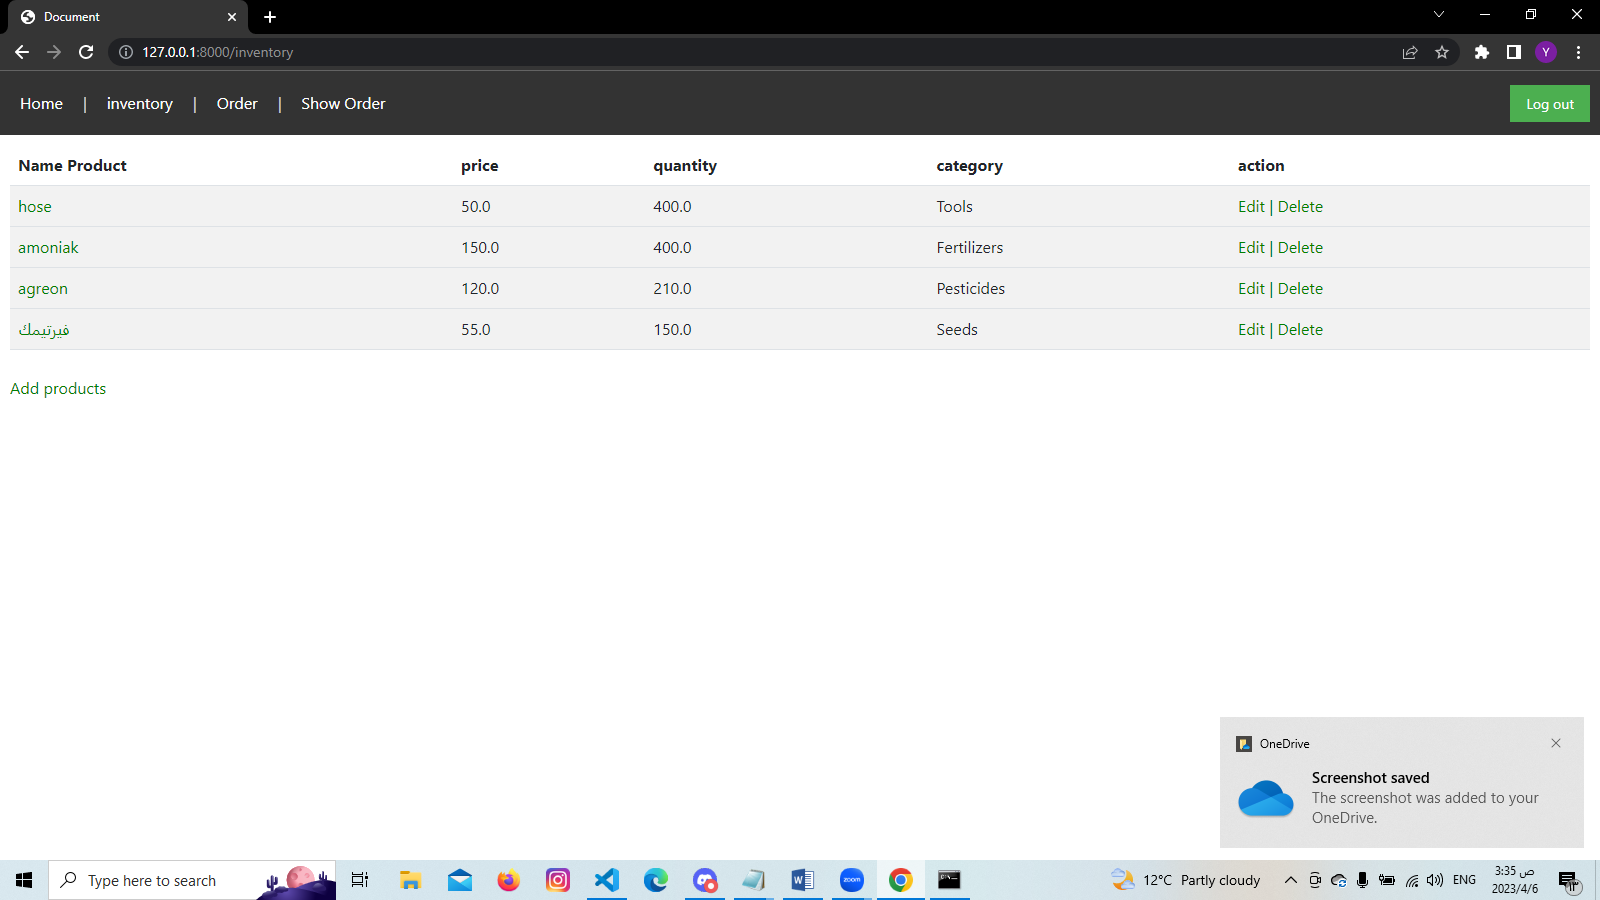 Document
127.0.0.1:8000/inventory
Y
Home | inventory | Order | Show Order
Log out
Name Product price quantity category action
hose 50.0 400.0 Tools Edit | Delete
amoniak 150.0 400.0 Fertilizers Edit | Delete
agreon 120.0 210.0 Pesticides Edit | Delete
فيرتيمك 55.0 150.0 Seeds Edit | Delete
Add products
OneDrive
Screenshot saved
The screenshot was added to your
OneDrive.
Type here to search
zoom
12°C Partly cloudy
ENG
3:35 ص
2023/4/6